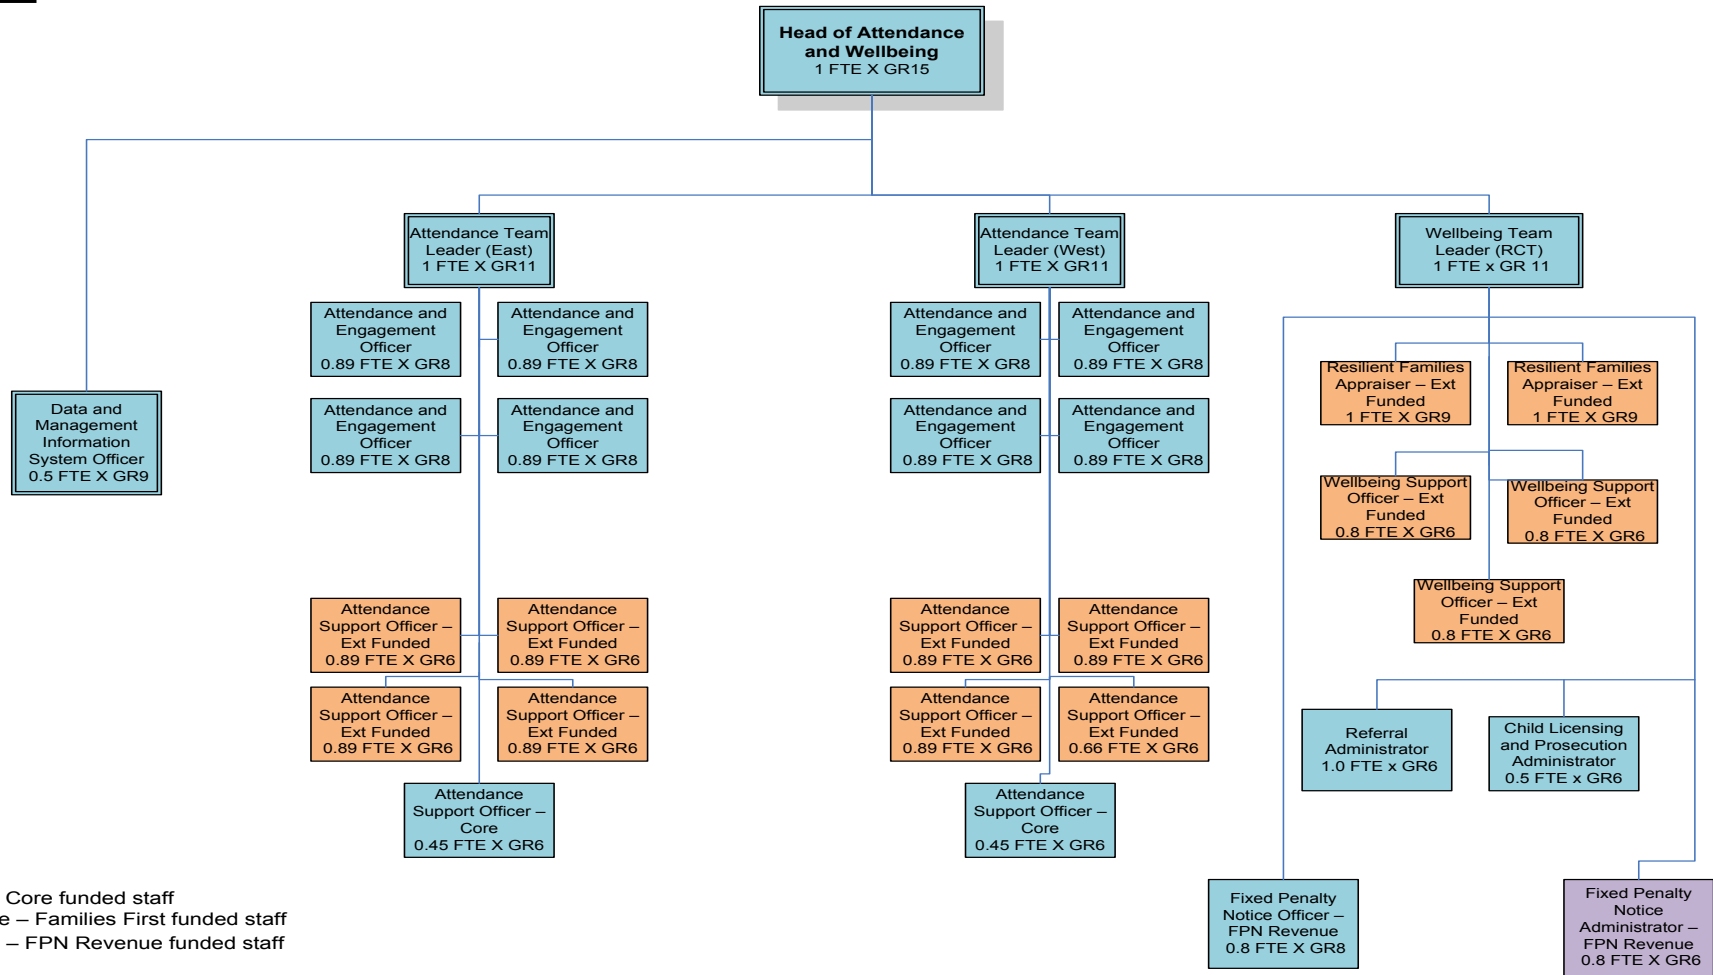 Head of Attendance
and Wellbeing
1 FTE X GR15
Attendance Team
Leader (East)
1 FTE X GR11
Attendance Team
Leader (West)
1 FTE X GR11
Wellbeing Team
Leader (RCT)
1 FTE x GR 11
Data and
Management
Information
System Officer
0.5 FTE X GR9
Attendance and
Engagement
Officer
0.89 FTE X GR8
Attendance and
Engagement
Officer
0.89 FTE X GR8
Attendance and
Engagement
Officer
0.89 FTE X GR8
Attendance and
Engagement
Officer
0.89 FTE X GR8
Attendance
Support Officer –
Ext Funded
0.89 FTE X GR6
Attendance
Support Officer –
Ext Funded
0.89 FTE X GR6
Attendance
Support Officer –
Ext Funded
0.89 FTE X GR6
Attendance
Support Officer –
Ext Funded
0.89 FTE X GR6
Attendance
Support Officer –
Core
0.45 FTE X GR6
Attendance and
Engagement
Officer
0.89 FTE X GR8
Attendance and
Engagement
Officer
0.89 FTE X GR8
Attendance and
Engagement
Officer
0.89 FTE X GR8
Attendance and
Engagement
Officer
0.89 FTE X GR8
Attendance
Support Officer –
Ext Funded
0.89 FTE X GR6
Attendance
Support Officer –
Ext Funded
0.89 FTE X GR6
Attendance
Support Officer –
Ext Funded
0.89 FTE X GR6
Attendance
Support Officer –
Ext Funded
0.66 FTE X GR6
Attendance
Support Officer –
Core
0.45 FTE X GR6
Resilient Families
Appraiser – Ext
Funded
1 FTE X GR9
Resilient Families
Appraiser – Ext
Funded
1 FTE X GR9
Wellbeing Support
Officer – Ext
Funded
0.8 FTE X GR6
Wellbeing Support
Officer – Ext
Funded
0.8 FTE X GR6
Wellbeing Support
Officer – Ext
Funded
0.8 FTE X GR6
Referral
Administrator
1.0 FTE x GR6
Child Licensing
and Prosecution
Administrator
0.5 FTE x GR6
Fixed Penalty
Notice Officer –
FPN Revenue
0.8 FTE X GR8
Fixed Penalty
Notice
Administrator –
FPN Revenue
0.8 FTE X GR6
Core funded staff
– Families First funded staff
– FPN Revenue funded staff